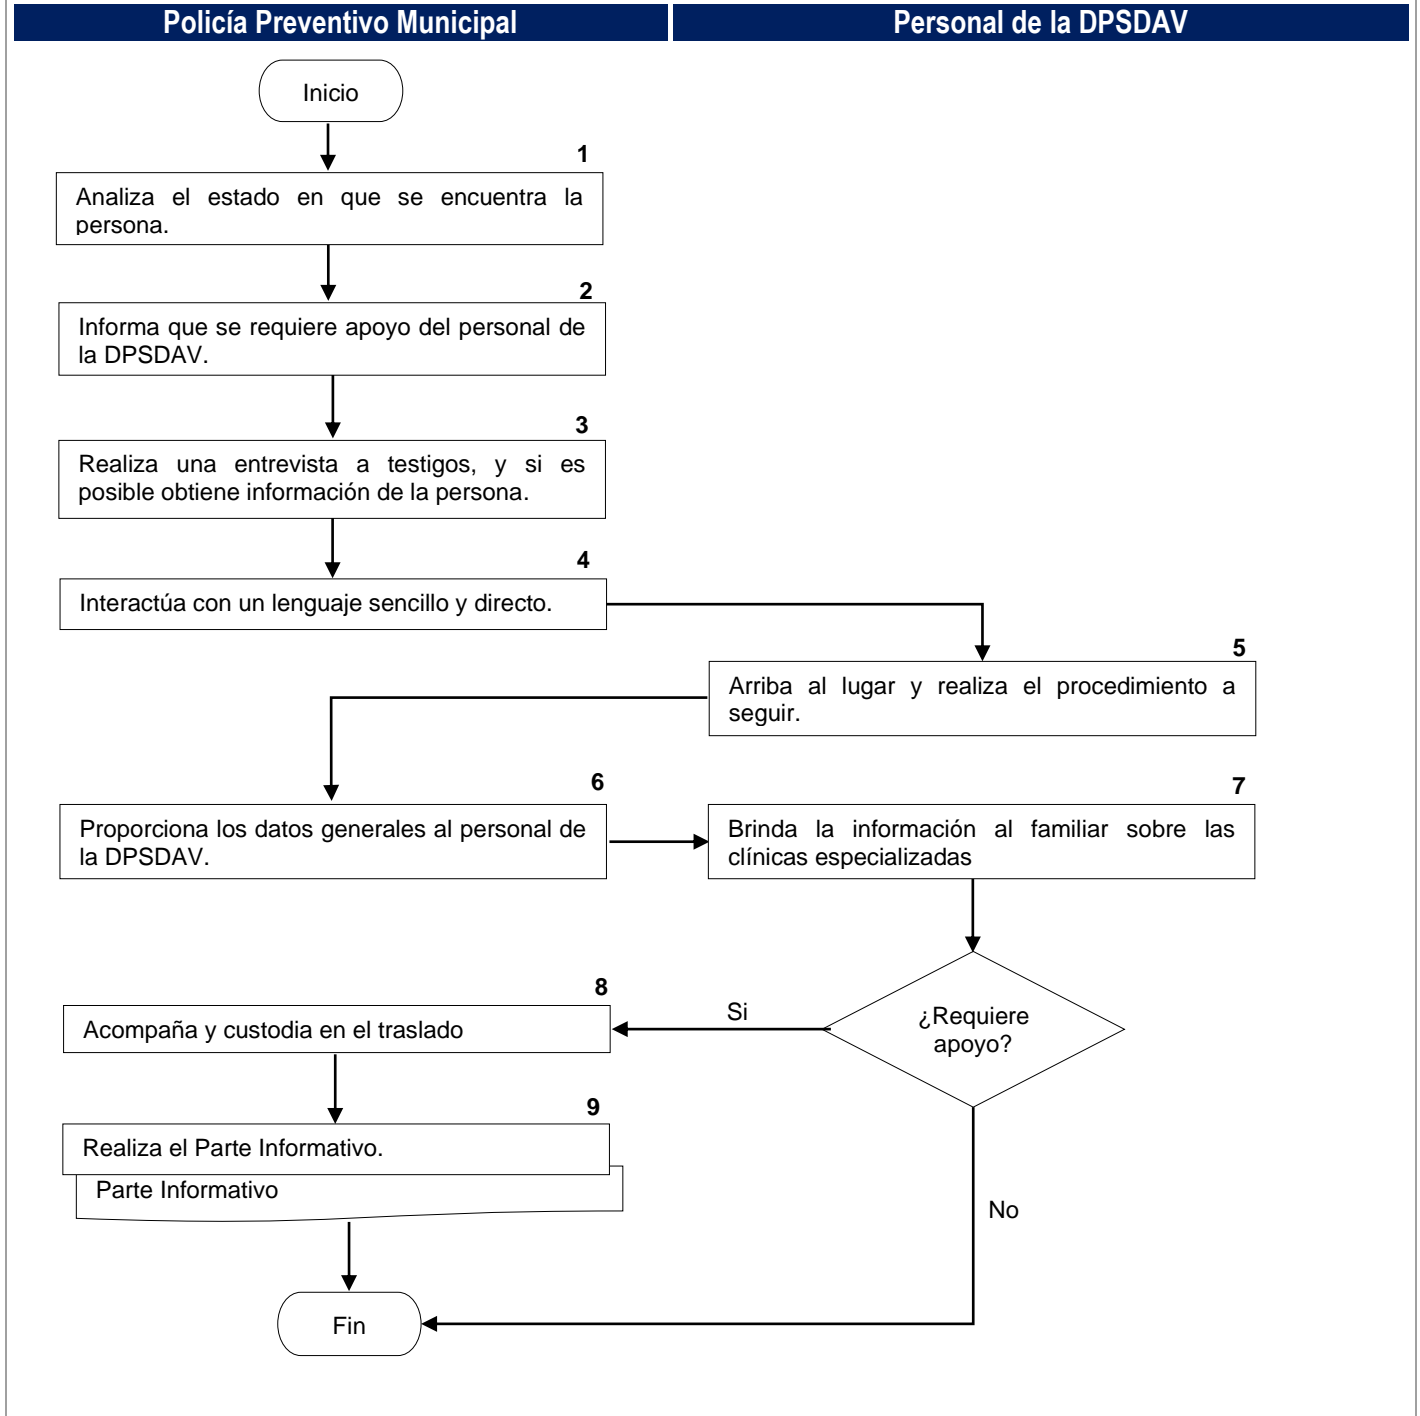 Policía Preventivo Municipal
Personal de la DPSDAV
Inicio
1
Analiza el estado en que se encuentra la
persona.
2
Informa que se requiere apoyo del personal de
la DPSDAV.
3
Realiza una entrevista a testigos, y si es
posible obtiene información de la persona.
4
Interactúa con un lenguaje sencillo y directo.
5
Arriba al lugar y realiza el procedimiento a
seguir.
6
Proporciona los datos generales al personal de
la DPSDAV.
7
Brinda la información al familiar sobre las
clínicas especializadas
¿Requiere
apoyo?
Si
8
Acompaña y custodia en el traslado
9
Realiza el Parte Informativo.
Parte Informativo
No
Fin